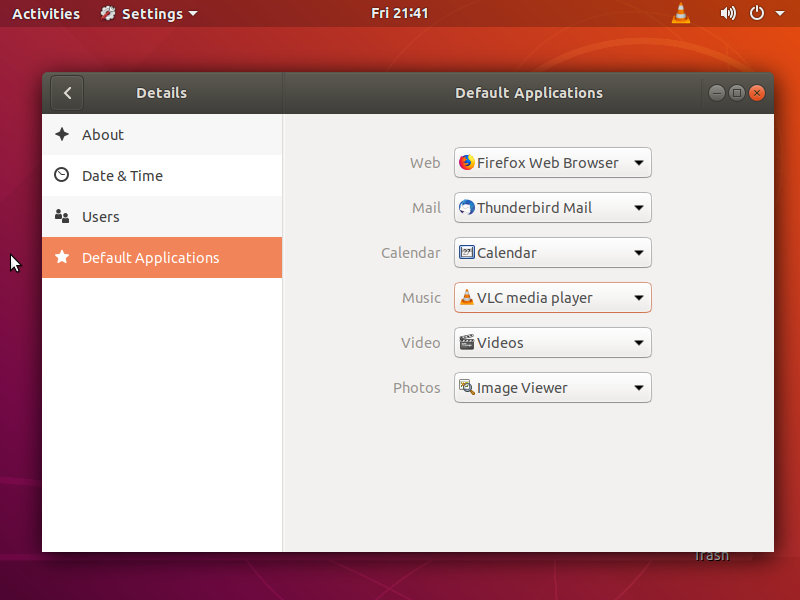 Activities Settings Fri 21:41
Details Default Applications
About
Date & Time
Users
Default Applications
Web Firefox Web Browser
Mail Thunderbird Mail
Calendar Calendar
Music VLC media player
Video Videos
Photos Image Viewer
Trash